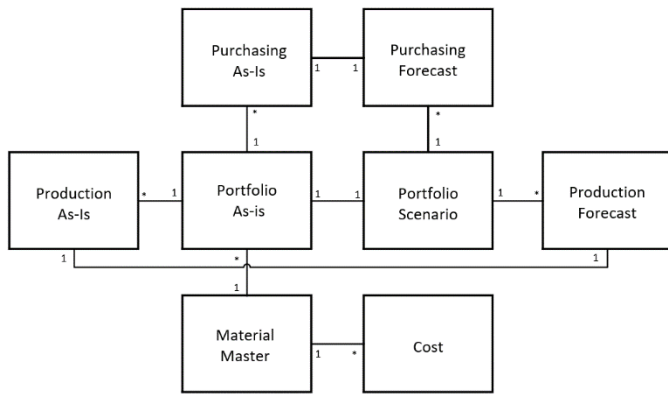 Purchasing
As-Is
1
1
Purchasing
Forecast
*
*
1
1
Production
As-Is
*
1
Portfolio
As-is
1
1
Portfolio
Scenario
1
*
Production
Forecast
1
*
1
1
Material
Master
1
*
Cost